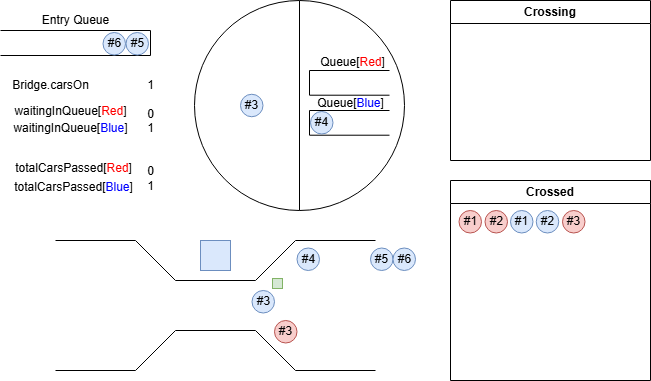 Entry Queue
#6 #5
Bridge.carsOn 1
waitingInQueue[Red] 0
waitingInQueue[Blue] 1
totalCarsPassed[Red] 0
totalCarsPassed[Blue] 1
#3
Queue[Red]
Queue[Blue]
#4
Crossing
Crossed
#1 #2 #1 #2 #3
#4 #5 #6
#3
#3